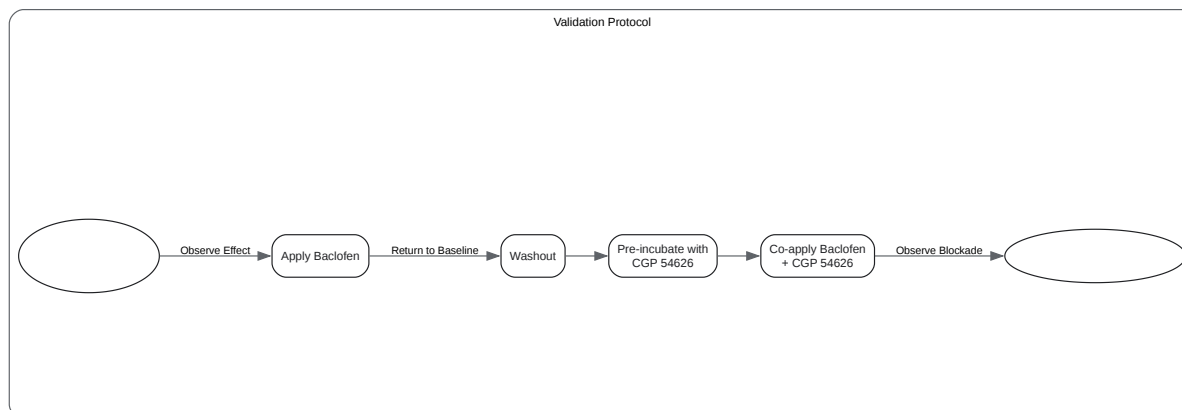 Validation Protocol
Observe Effect
Apply Baclofen
Return to Baseline
Washout
Pre-incubate with
CGP 54626
Co-apply Baclofen
+ CGP 54626
Observe Blockade